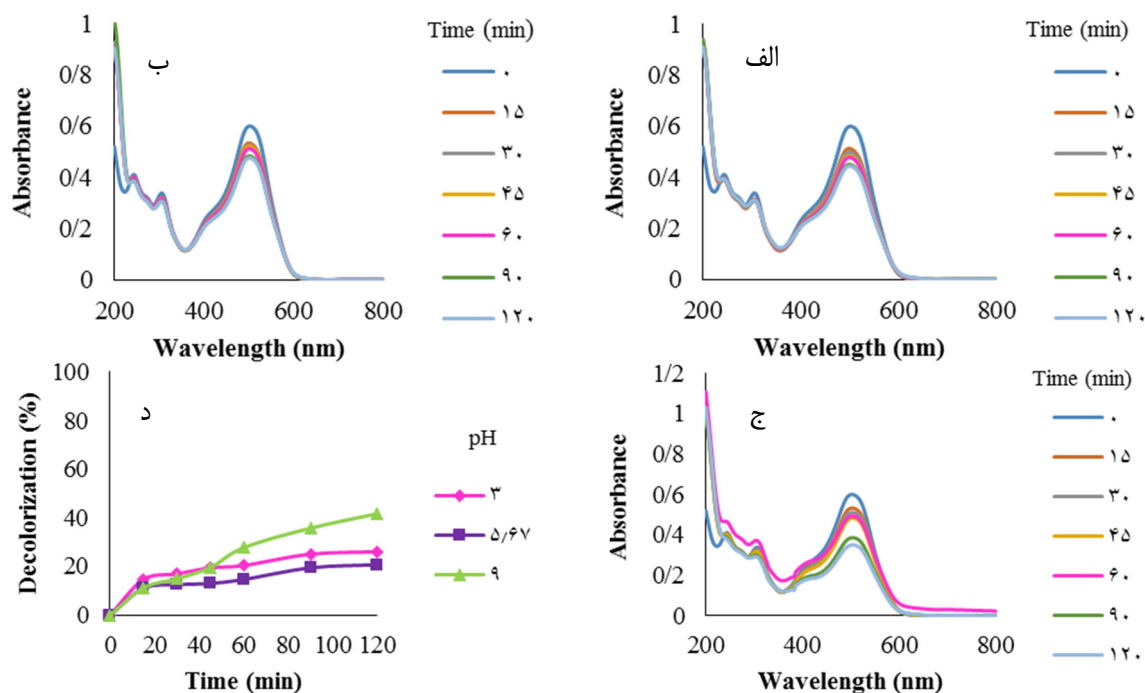 الف
Time (min)
۰
۱۵
۳۰
۴۵
۶۰
۹۰
۱۲۰
Absorbance
1
0/8
0/6
0/4
0/2
0
200 400 600 800
Wavelength (nm)
ب
Time (min)
۰
۱۵
۳۰
۴۵
۶۰
۹۰
۱۲۰
Absorbance
1
0/8
0/6
0/4
0/2
0
200 400 600 800
Wavelength (nm)
ج
Time (min)
۰
۱۵
۳۰
۴۵
۶۰
۹۰
۱۲۰
Absorbance
1/2
1
0/8
0/6
0/4
0/2
0
200 400 600 800
Wavelength (nm)
د
pH
۳
۵/۶۷
۹
Decolorization (%)
100
80
60
40
20
0
0 20 40 60 80 100 120
Time (min)